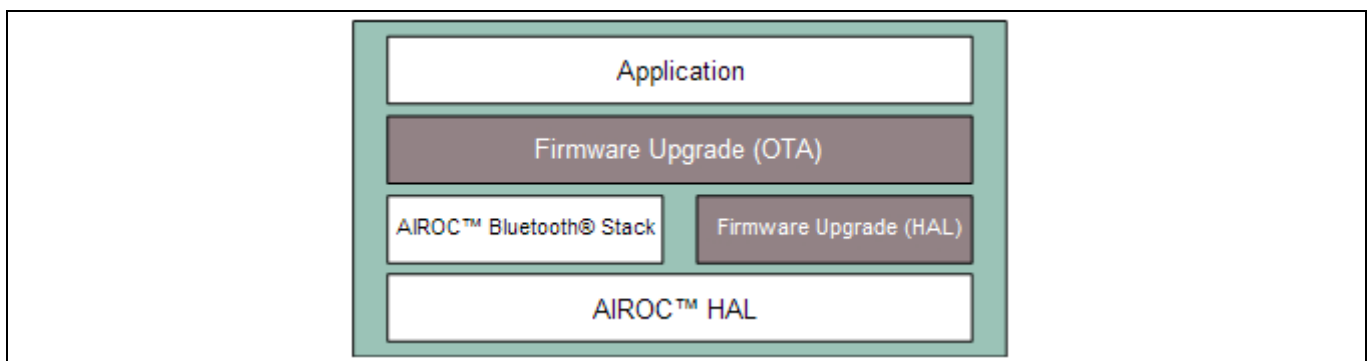 Application
Firmware Upgrade (OTA)
AIROC™ Bluetooth® Stack
Firmware Upgrade (HAL)
AIROC™ HAL